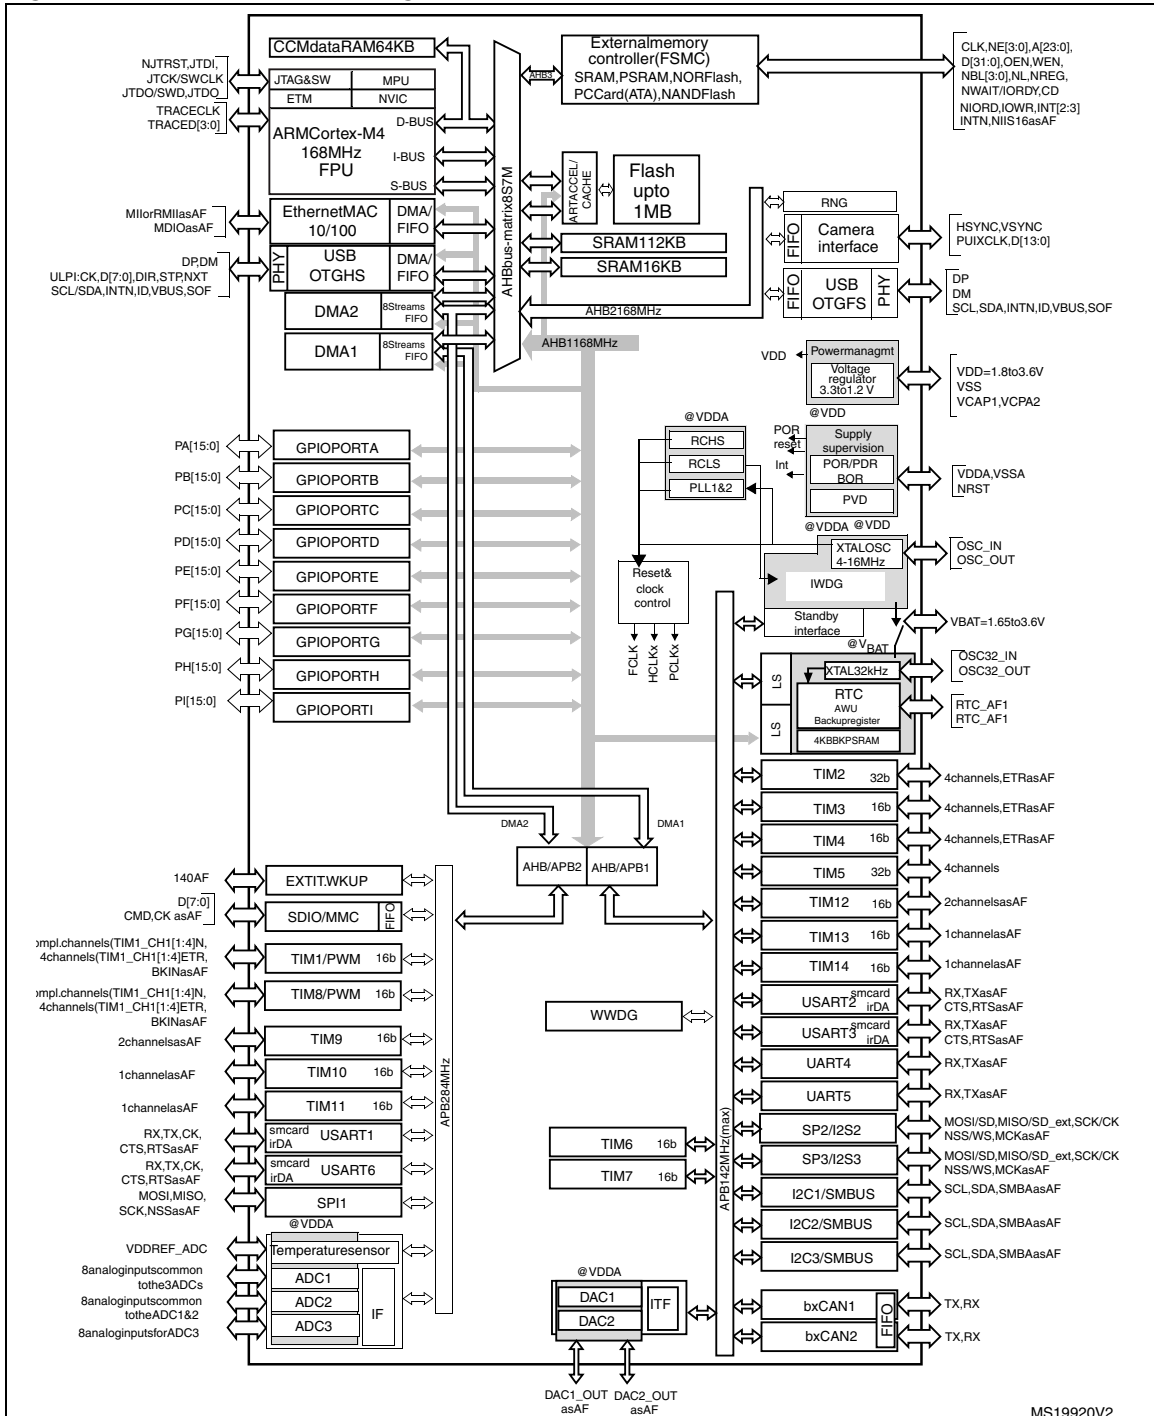 CCMdataRAM64KB
NJTRST,JTDI,
JTCK/SWCLK
JTDO/SWD,JTDO
TRACECLK
TRACED[3:0]
JTAG&SW
MPU
ETM
NVIC
D-BUS
ARMCortex-M4
168MHz
FPU
I-BUS
S-BUS
MIIorRMIIasAF
MDIOasAF
EthernetMAC
10/100
DMA/
FIFO
DP,DM
ULPI:CK,D[7:0],DIR,STP,NXT
SCL/SDA,INTN,ID,VBUS,SOF
PHY
USB
OTGHS
DMA/
FIFO
DMA2
8Streams
FIFO
DMA1
8Streams
FIFO
AHBbus-matrix8S7M
AHB3
Externalmemory
controller(FSMC)
SRAM,PSRAM,NORFlash,
PCCard(ATA),NANDFlash
CLK,NE[3:0],A[23:0],
D[31:0],OEN,WEN,
NBL[3:0],NL,NREG,
NWAIT/IORDY,CD
NIORD,IOWR,INT[2:3]
INTN,NIIS16asAF
ARTACCEL/
CACHE
Flash
upto
1MB
SRAM112KB
SRAM16KB
AHB2168MHz
AHB1168MHz
RNG
FIFO
Camera
interface
HSYNC,VSYNC
PUIXCLK,D[13:0]
FIFO
USB
OTGFS
PHY
DP
DM
SCL,SDA,INTN,ID,VBUS,SOF
VDD
Powermanagmt
Voltage
regulator
3.3to1.2 V
@VDD
VDD=1.8to3.6V
VSS
VCAP1,VCPA2
@VDDA
RCHS
RCLS
PLL1&2
POR
reset
Int
Supply
supervision
POR/PDR
BOR
PVD
VDDA,VSSA
NRST
@VDDA @VDD
XTALOSC
4-16MHz
IWDG
OSC_IN
OSC_OUT
Reset&
clock
control
FCLK
HCLKx
PCLKx
Standby
interface
@VBAT
VBAT=1.65to3.6V
LS
LS
XTAL32kHz
RTC
AWU
Backupregister
4KBBKPSRAM
OSC32_IN
OSC32_OUT
RTC_AF1
RTC_AF1
PA[15:0]
GPIOPORTA
PB[15:0]
GPIOPORTB
PC[15:0]
GPIOPORTC
PD[15:0]
GPIOPORTD
PE[15:0]
GPIOPORTE
PF[15:0]
GPIOPORTF
PG[15:0]
GPIOPORTG
PH[15:0]
GPIOPORTH
PI[15:0]
GPIOPORTI
DMA2
DMA1
AHB/APB2
AHB/APB1
TIM2 32b
4channels,ETRasAF
TIM3 16b
4channels,ETRasAF
TIM4 16b
4channels,ETRasAF
TIM5 32b
4channels
TIM12 16b
2channelsasAF
TIM13 16b
1channelasAF
TIM14 16b
1channelasAF
USART2
smcard
irDA
RX,TXasAF
CTS,RTSasAF
USART3
smcard
irDA
RX,TXasAF
CTS,RTSasAF
UART4
RX,TXasAF
UART5
RX,TXasAF
SP2/I2S2
MOSI/SD,MISO/SD_ext,SCK/CK
NSS/WS,MCKasAF
SP3/I2S3
MOSI/SD,MISO/SD_ext,SCK/CK
NSS/WS,MCKasAF
I2C1/SMBUS
SCL,SDA,SMBAasAF
I2C2/SMBUS
SCL,SDA,SMBAasAF
I2C3/SMBUS
SCL,SDA,SMBAasAF
bxCAN1
bxCAN2
FIFO
TX,RX
TX,RX
APB142MHz(max)
WWDG
TIM6 16b
TIM7 16b
@VDDA
DAC1
DAC2
ITF
DAC1_OUT
asAF
DAC2_OUT
asAF
140AF
EXTIT.WKUP
D[7:0]
CMD,CK asAF
SDIO/MMC
FIFO
ompl.channels(TIM1_CH1[1:4]N,
4channels(TIM1_CH1[1:4]ETR,
BKINasAF
TIM1/PWM 16b
ompl.channels(TIM1_CH1[1:4]N,
4channels(TIM1_CH1[1:4]ETR,
BKINasAF
TIM8/PWM 16b
2channelsasAF
TIM9 16b
1channelasAF
TIM10 16b
1channelasAF
TIM11 16b
RX,TX,CK,
CTS,RTSasAF
smcard
irDA
USART1
RX,TX,CK,
CTS,RTSasAF
smcard
irDA
USART6
MOSI,MISO,
SCK,NSSasAF
SPI1
APB284MHz
@VDDA
VDDREF_ADC
Temperaturesensor
8analoginputscommon
tothe3ADCs
ADC1
8analoginputscommon
totheADC1&2
ADC2
8analoginputsforADC3
ADC3
IF
MS19920V2